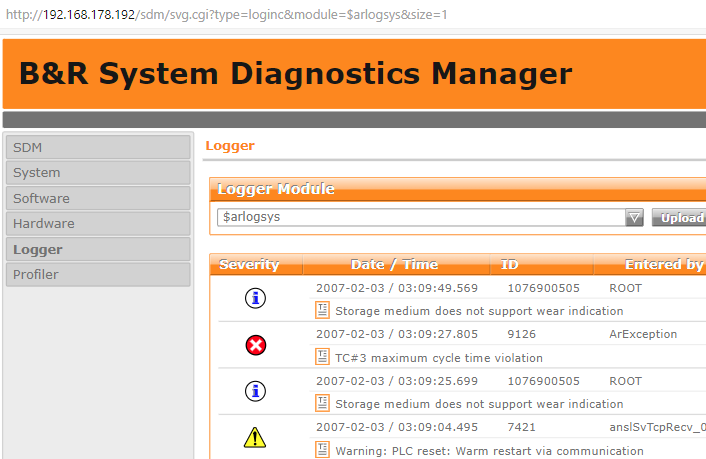 http://192.168.178.192/sdm/svg.cgi?type=loginc&module=$arlogsys&size=1
B&R System Diagnostics Manager
SDM
System
Software
Hardware
Logger
Profiler
Logger
Logger Module
$arlogsys Upload
Severity Date / Time ID Entered by
2007-02-03 / 03:09:49.569 1076900505 ROOT
Storage medium does not support wear indication
2007-02-03 / 03:09:27.805 9126 ArException
TC#3 maximum cycle time violation
2007-02-03 / 03:09:25.699 1076900505 ROOT
Storage medium does not support wear indication
2007-02-03 / 03:09:04.495 7421 anslSvTcpRecv_0
Warning: PLC reset: Warm restart via communication